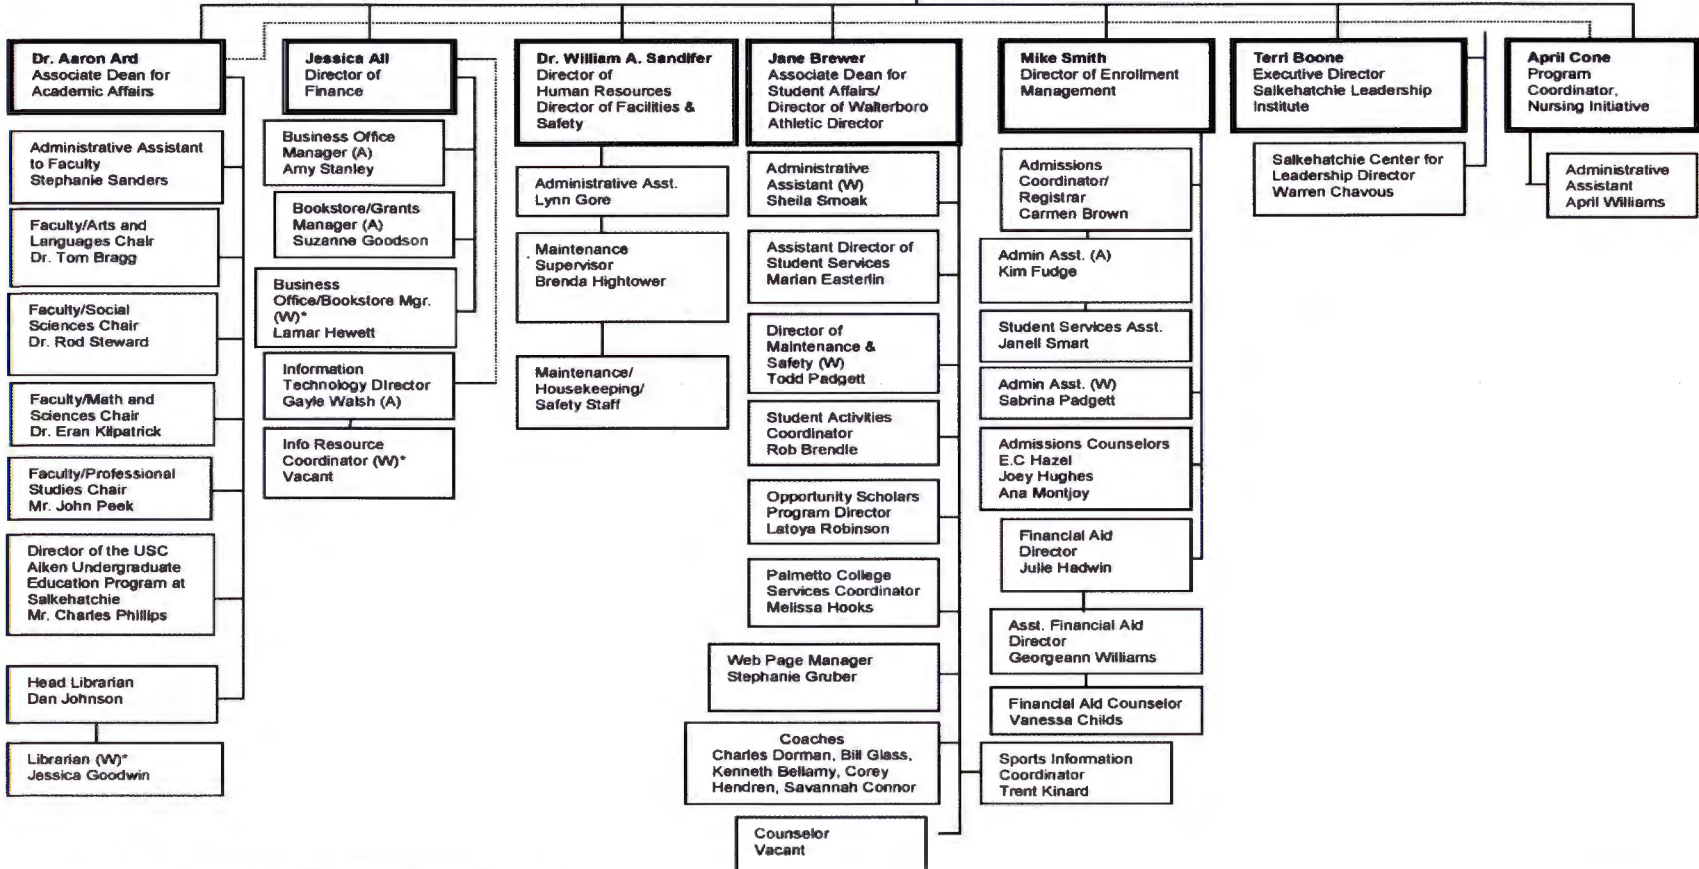 Dr. Aaron Ard
Associate Dean for
Academic Affairs
Administrative Assistant
to Faculty
Stephanie Sanders
Faculty/Arts and
Languages Chair
Dr. Tom Bragg
Faculty/Social
Sciences Chair
Dr. Rod Steward
Faculty/Math and
Sciences Chair
Dr. Eran Kilpatrick
Faculty/Professional
Studies Chair
Mr. John Peek
Director of the USC
Aiken Undergraduate
Education Program at
Salkehatchie
Mr. Charles Phillips
Head Librarian
Dan Johnson
Librarian (W)*
Jessica Goodwin
Jessica All
Director of
Finance
Business Office
Manager (A)
Amy Stanley
Bookstore/Grants
Manager (A)
Suzanne Goodson
Business
Office/Bookstore Mgr.
(W)*
Lamar Hewett
Information
Technology Director
Gayle Walsh (A)
Info Resource
Coordinator (W)*
Vacant
Dr. William A. Sandifer
Director of
Human Resources
Director of Facilities &
Safety
Administrative Asst.
Lynn Gore
Maintenance
Supervisor
Brenda Hightower
Maintenance/
Housekeeping/
Safety Staff
Jane Brewer
Associate Dean for
Student Affairs/
Director of Walterboro
Athletic Director
Administrative
Assistant (W)
Sheila Smoak
Assistant Director of
Student Services
Marian Easterlin
Director of
Maintenance &
Safety (W)
Todd Padgett
Student Activities
Coordinator
Rob Brendle
Opportunity Scholars
Program Director
Latoya Robinson
Palmetto College
Services Coordinator
Melissa Hooks
Web Page Manager
Stephanie Gruber
Coaches
Charles Dorman, Bill Glass,
Kenneth Bellamy, Corey
Hendren, Savannah Connor
Sports Information
Coordinator
Trent Kinard
Counselor
Vacant
Mike Smith
Director of Enrollment
Management
Admissions
Coordinator/
Registrar
Carmen Brown
Admin Asst. (A)
Kim Fudge
Student Services Asst.
Janell Smart
Admin Asst. (W)
Sabrina Padgett
Admissions Counselors
E.C Hazel
Joey Hughes
Ana Montjoy
Financial Aid
Director
Julie Hadwin
Asst. Financial Aid
Director
Georgeann Williams
Financial Aid Counselor
Vanessa Childs
Terri Boone
Executive Director
Salkehatchie Leadership
Institute
Salkehatchie Center for
Leadership Director
Warren Chavous
April Cone
Program
Coordinator,
Nursing Initiative
Administrative
Assistant
April Williams